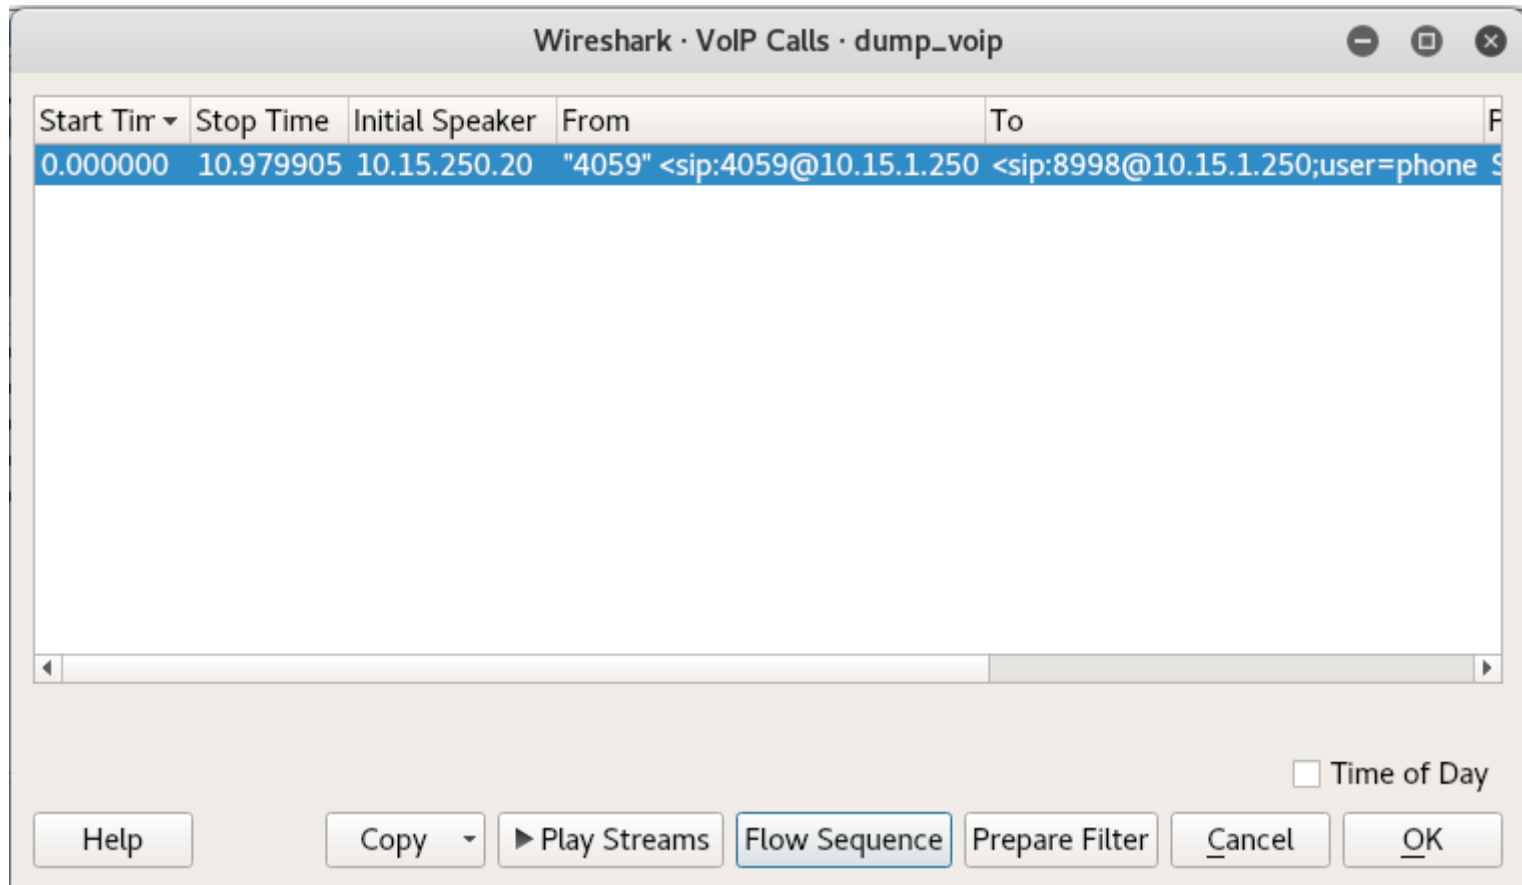 Wireshark · VoIP Calls · dump_voip
Start Tim Stop Time Initial Speaker From To
0.000000 10.979905 10.15.250.20 "4059" <sip:4059@10.15.1.250 <sip:8998@10.15.1.250;user=phone
Time of Day
Help Copy Play Streams Flow Sequence Prepare Filter Cancel OK